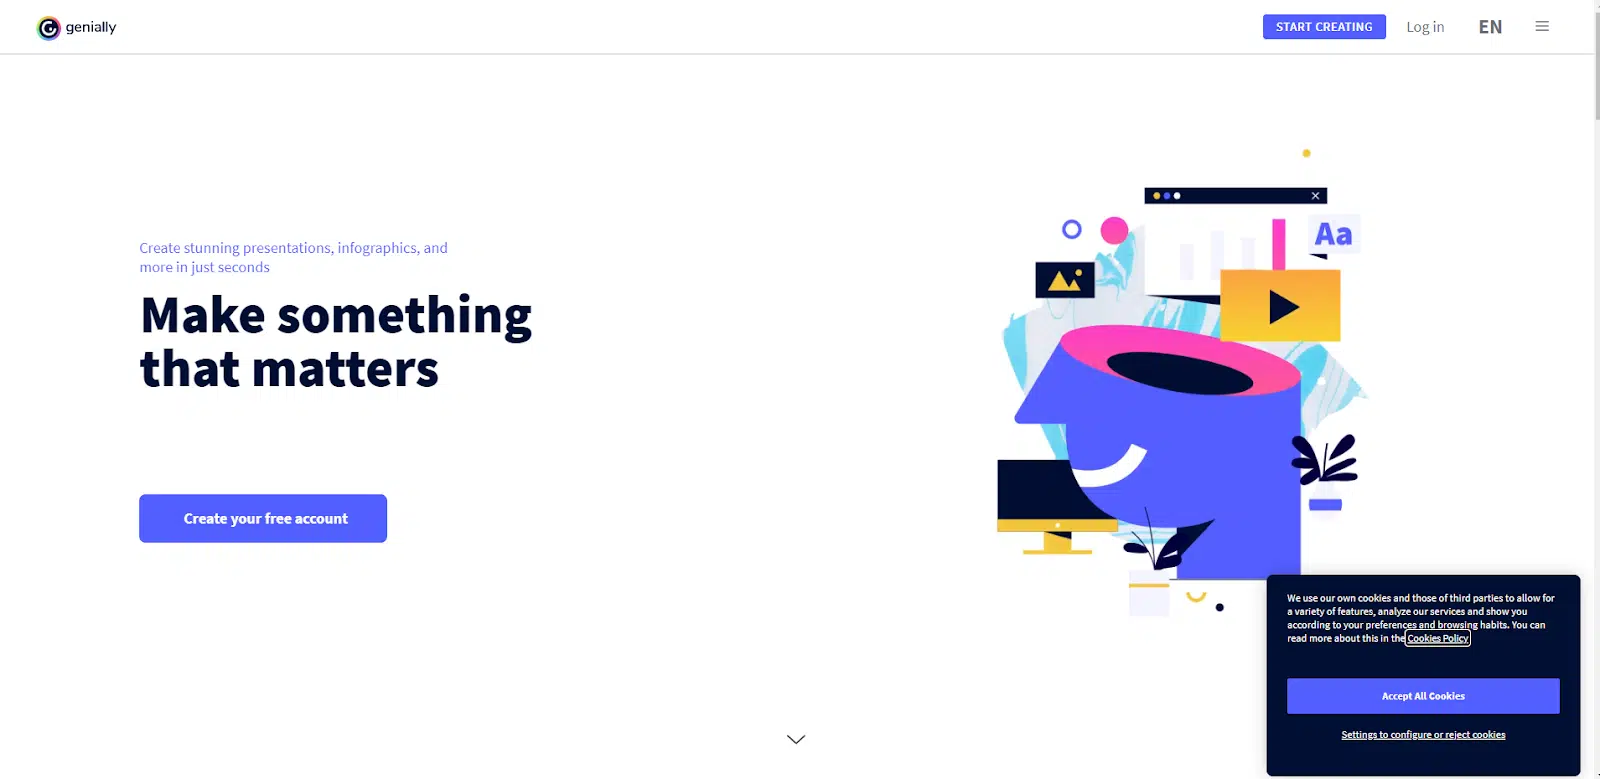 genially
START CREATING
Log in
EN
Create stunning presentations, infographics, and
more in just seconds
Make something
that matters
Create your free account
Aa
We use our own cookies and those of third parties to allow for
a variety of features, analyze our services and show you
according to your preferences and browsing habits. You can
read more about this in the Cookies Policy
Accept All Cookies
Settings to configure or reject cookies